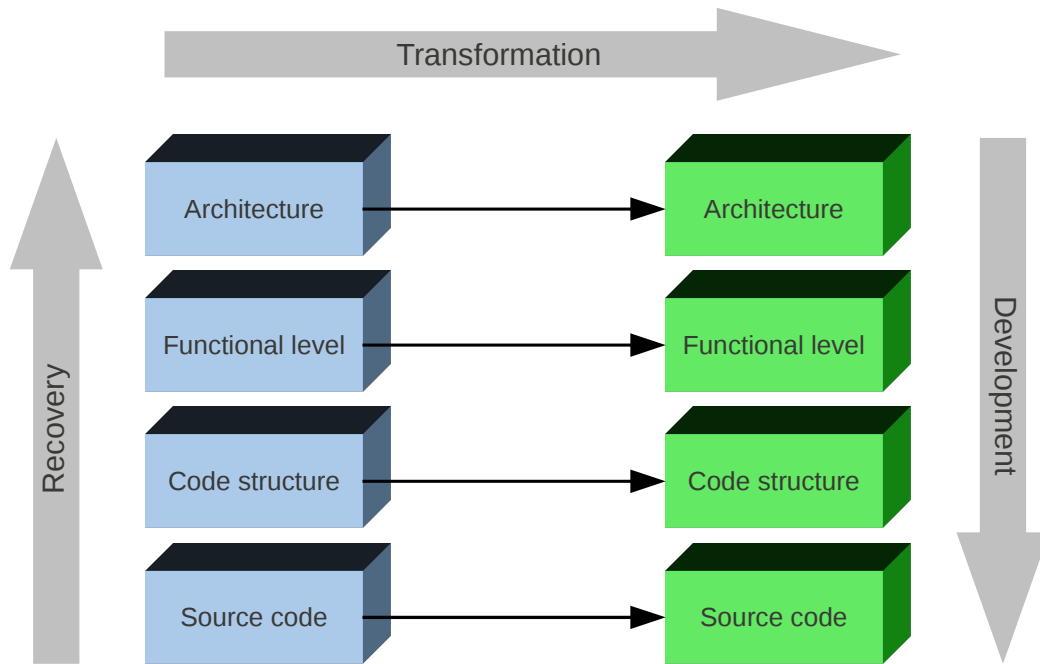 Transformation
Recovery
Architecture
Architecture
Functional level
Functional level
Code structure
Code structure
Source code
Source code
Development